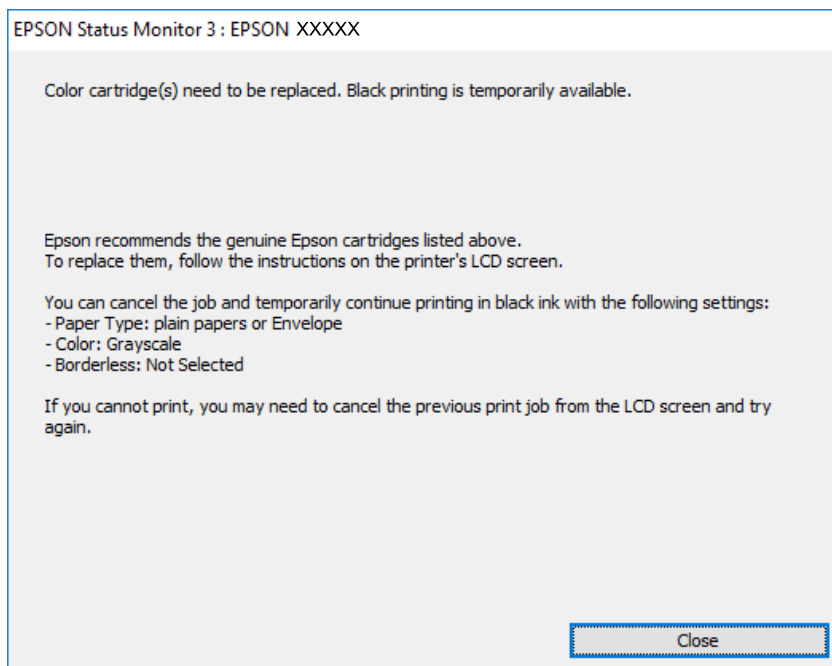 EPSON Status Monitor 3 : EPSON XXXXX
Color cartridge(s) need to be replaced. Black printing is temporarily available.
Epson recommends the genuine Epson cartridges listed above.
To replace them, follow the instructions on the printer's LCD screen.
You can cancel the job and temporarily continue printing in black ink with the following settings:
- Paper Type: plain papers or Envelope
- Color: Grayscale
- Borderless: Not Selected
If you cannot print, you may need to cancel the previous print job from the LCD screen and try
again.
Close